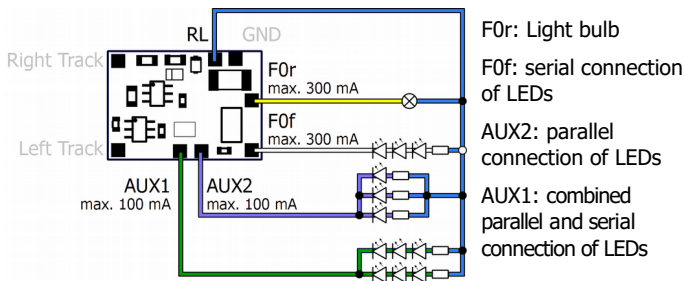 RL GND
Right Track
F0r
max. 300 mA
F0f
max. 300 mA
Left Track
AUX1 AUX2
max. 100 mA max. 100 mA
F0r: Light bulb
F0f: serial connection
of LEDs
AUX2: parallel
connection of LEDs
AUX1: combined
parallel and serial
connection of LEDs